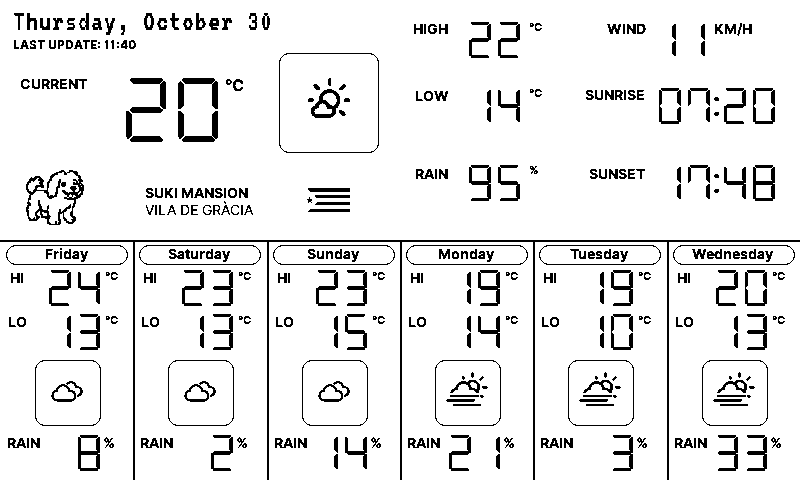 Thursday, October 30
LAST UPDATE: 11:40
CURRENT 20 °C
HIGH 22 °C
LOW 14 °C
RAIN 95 %
WIND 11 KM/H
SUNRISE 07:20
SUNSET 17:48
SUKI MANSION
VILA DE GRÀCIA
Friday
HI 24 °C
LO 13 °C
RAIN 8 %
Saturday
HI 23 °C
LO 13 °C
RAIN 2 %
Sunday
HI 23 °C
LO 15 °C
RAIN 14 %
Monday
HI 19 °C
LO 14 °C
RAIN 21 %
Tuesday
HI 19 °C
LO 10 °C
RAIN 3 %
Wednesday
HI 20 °C
LO 13 °C
RAIN 33 %